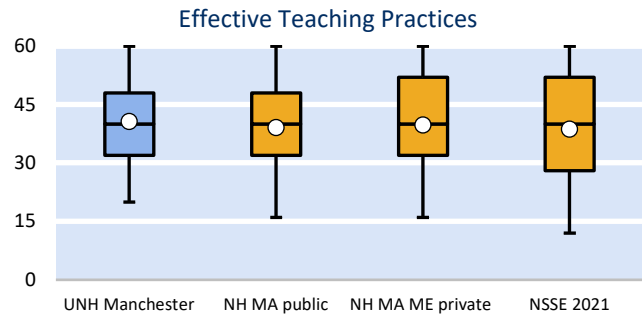 Effective Teaching Practices
60
45
30
15
0
UNH Manchester NH MA public NH MA ME private NSSE 2021